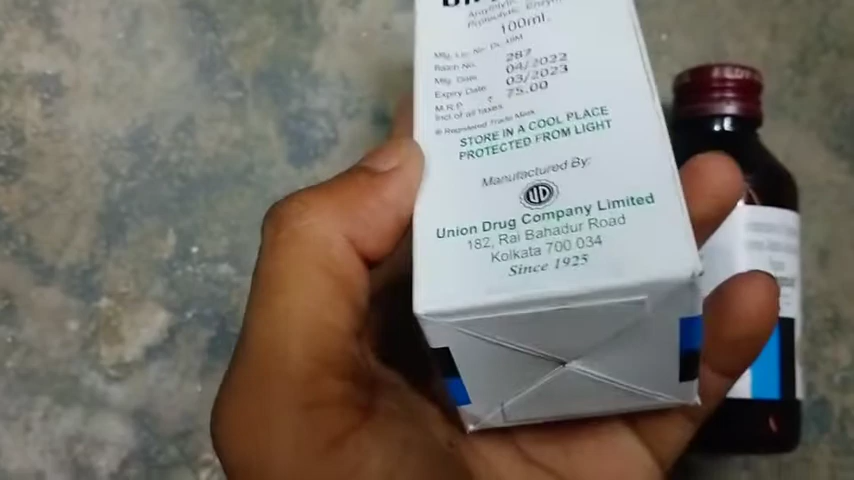 100ml.
Mfg. Lic. No.
Batch No. 287
Mfg. Date 04/2022
Expiry Date 03/2023
M.R.P. ₹ 75.00
Incl of all taxes
® Registered Trade Mark
STORE IN A COOL PLACE
PROTECTED FROM LIGHT
Manufactured By:
UD
Union Drug Company Limited
182, Rai Bahadur Road
Kolkata 700 034
Since 1925